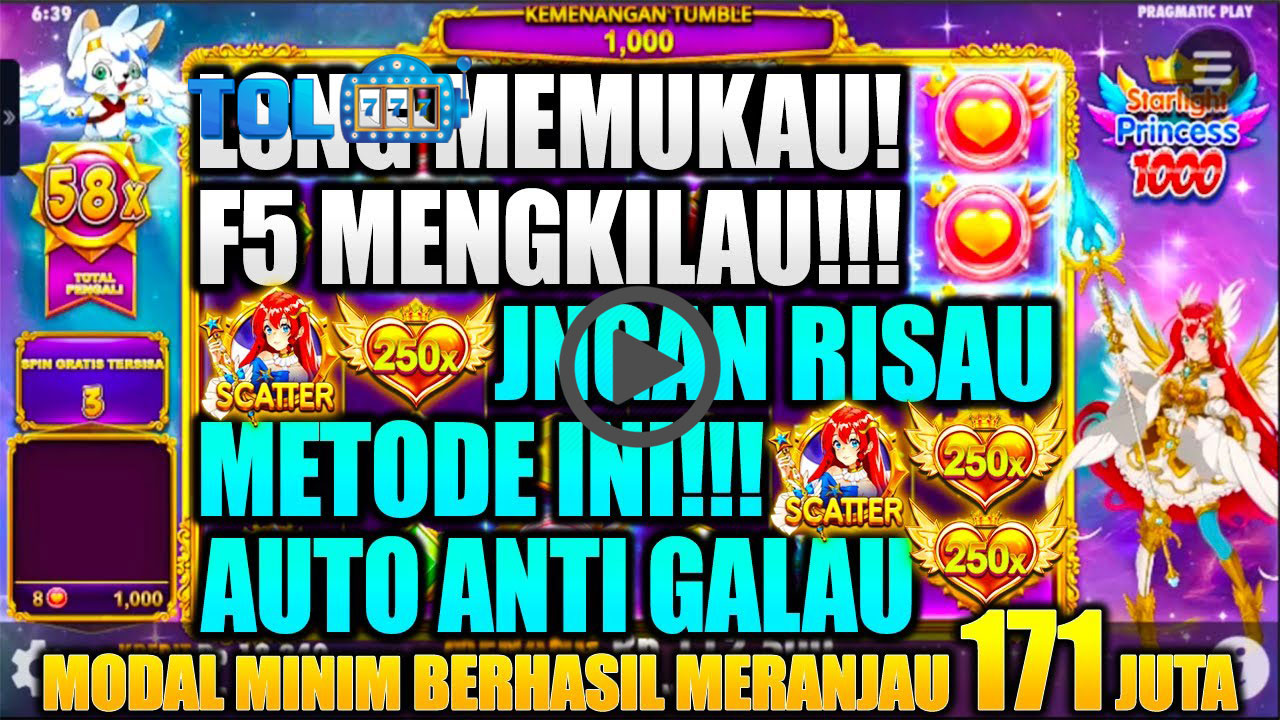 6:39
KEMENANGAN TUMBLE
1,000
PRAGMATIC PLAY
TOL 777
LONG MEMUKAU!
Starlight
Princess
1000
58x
TOTAL
PENGALI
F5 MENGKILAU!!!
SCATTER
250x
JNGAN RISAU
SPIN GRATIS TERSISA
3
METODE INI!!!
SCATTER
250x
250x
AUTO ANTI GALAU
8
1,000
MODAL MINIM BERHASIL MERANJAU 171 JUTA